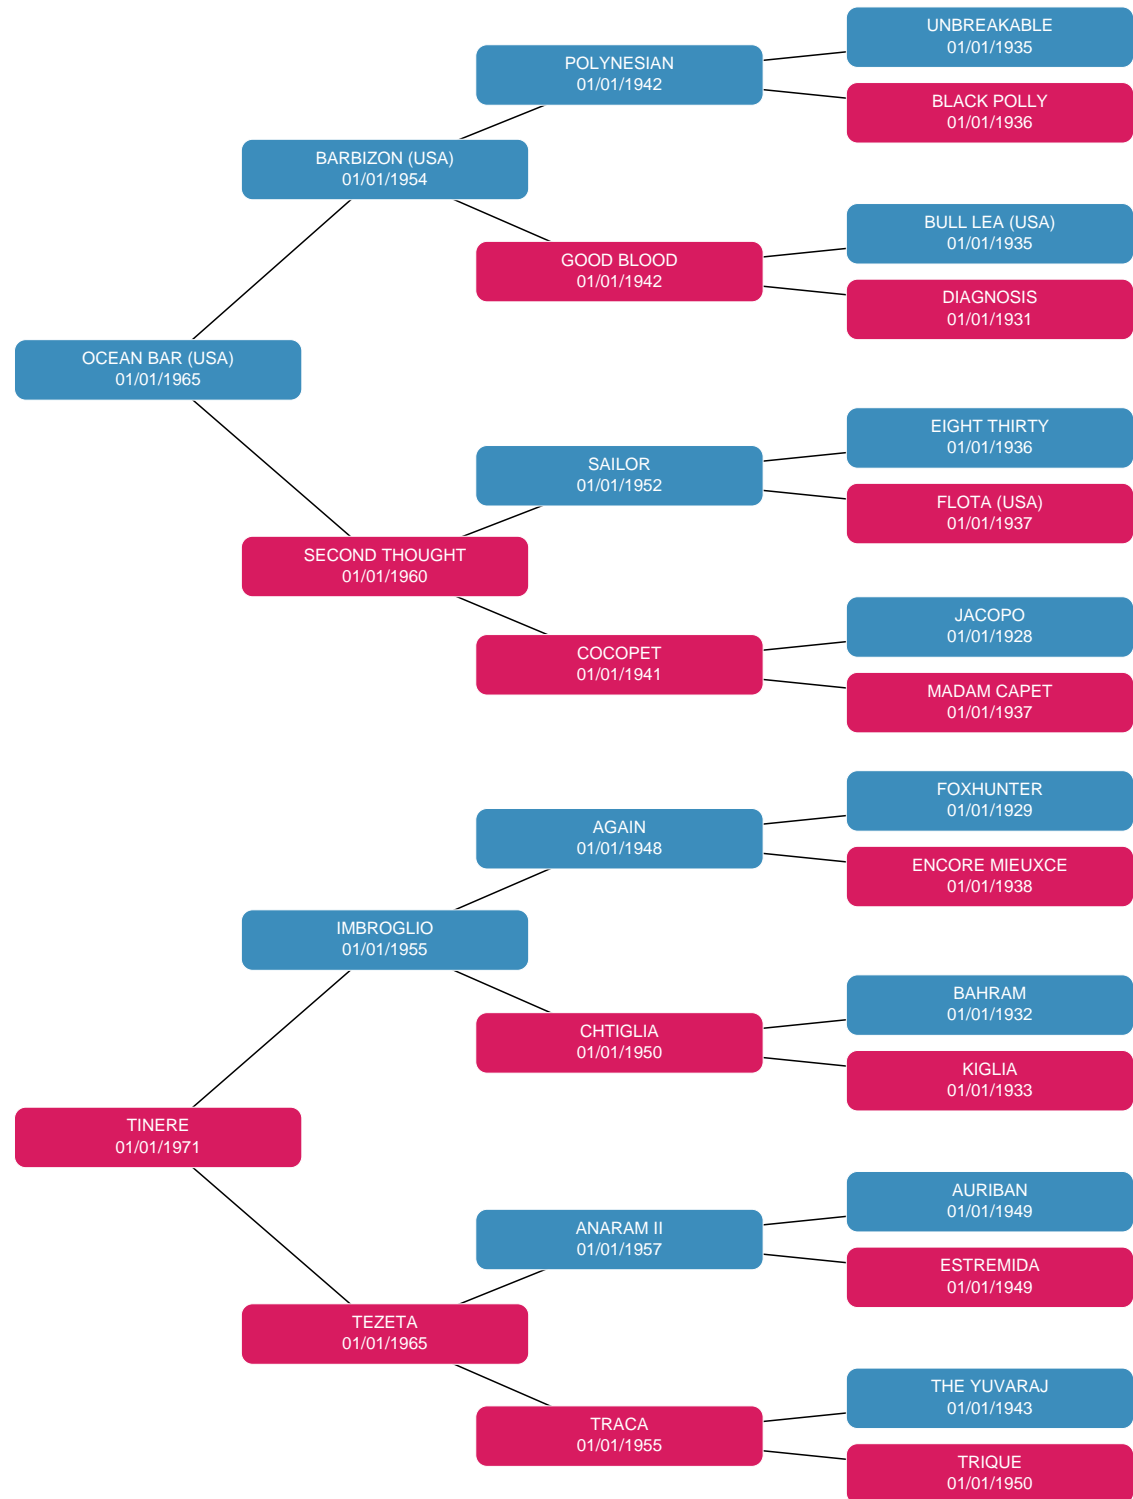 UNBREAKABLE
01/01/1935
POLYNESIAN
01/01/1942
BLACK POLLY
01/01/1936
BARBIZON (USA)
01/01/1954
BULL LEA (USA)
01/01/1935
GOOD BLOOD
01/01/1942
DIAGNOSIS
01/01/1931
OCEAN BAR (USA)
01/01/1965
EIGHT THIRTY
01/01/1936
SAILOR
01/01/1952
FLOTA (USA)
01/01/1937
SECOND THOUGHT
01/01/1960
JACOPO
01/01/1928
COCOPET
01/01/1941
MADAM CAPET
01/01/1937
FOXHUNTER
01/01/1929
AGAIN
01/01/1948
ENCORE MIEUXCE
01/01/1938
IMBROGLIO
01/01/1955
BAHRAM
01/01/1932
CHTIGLIA
01/01/1950
KIGLIA
01/01/1933
TINERE
01/01/1971
AURIBAN
01/01/1949
ANARAM II
01/01/1957
ESTREMIDA
01/01/1949
TEZETA
01/01/1965
THE YUVARAJ
01/01/1943
TRACA
01/01/1955
TRIQUE
01/01/1950